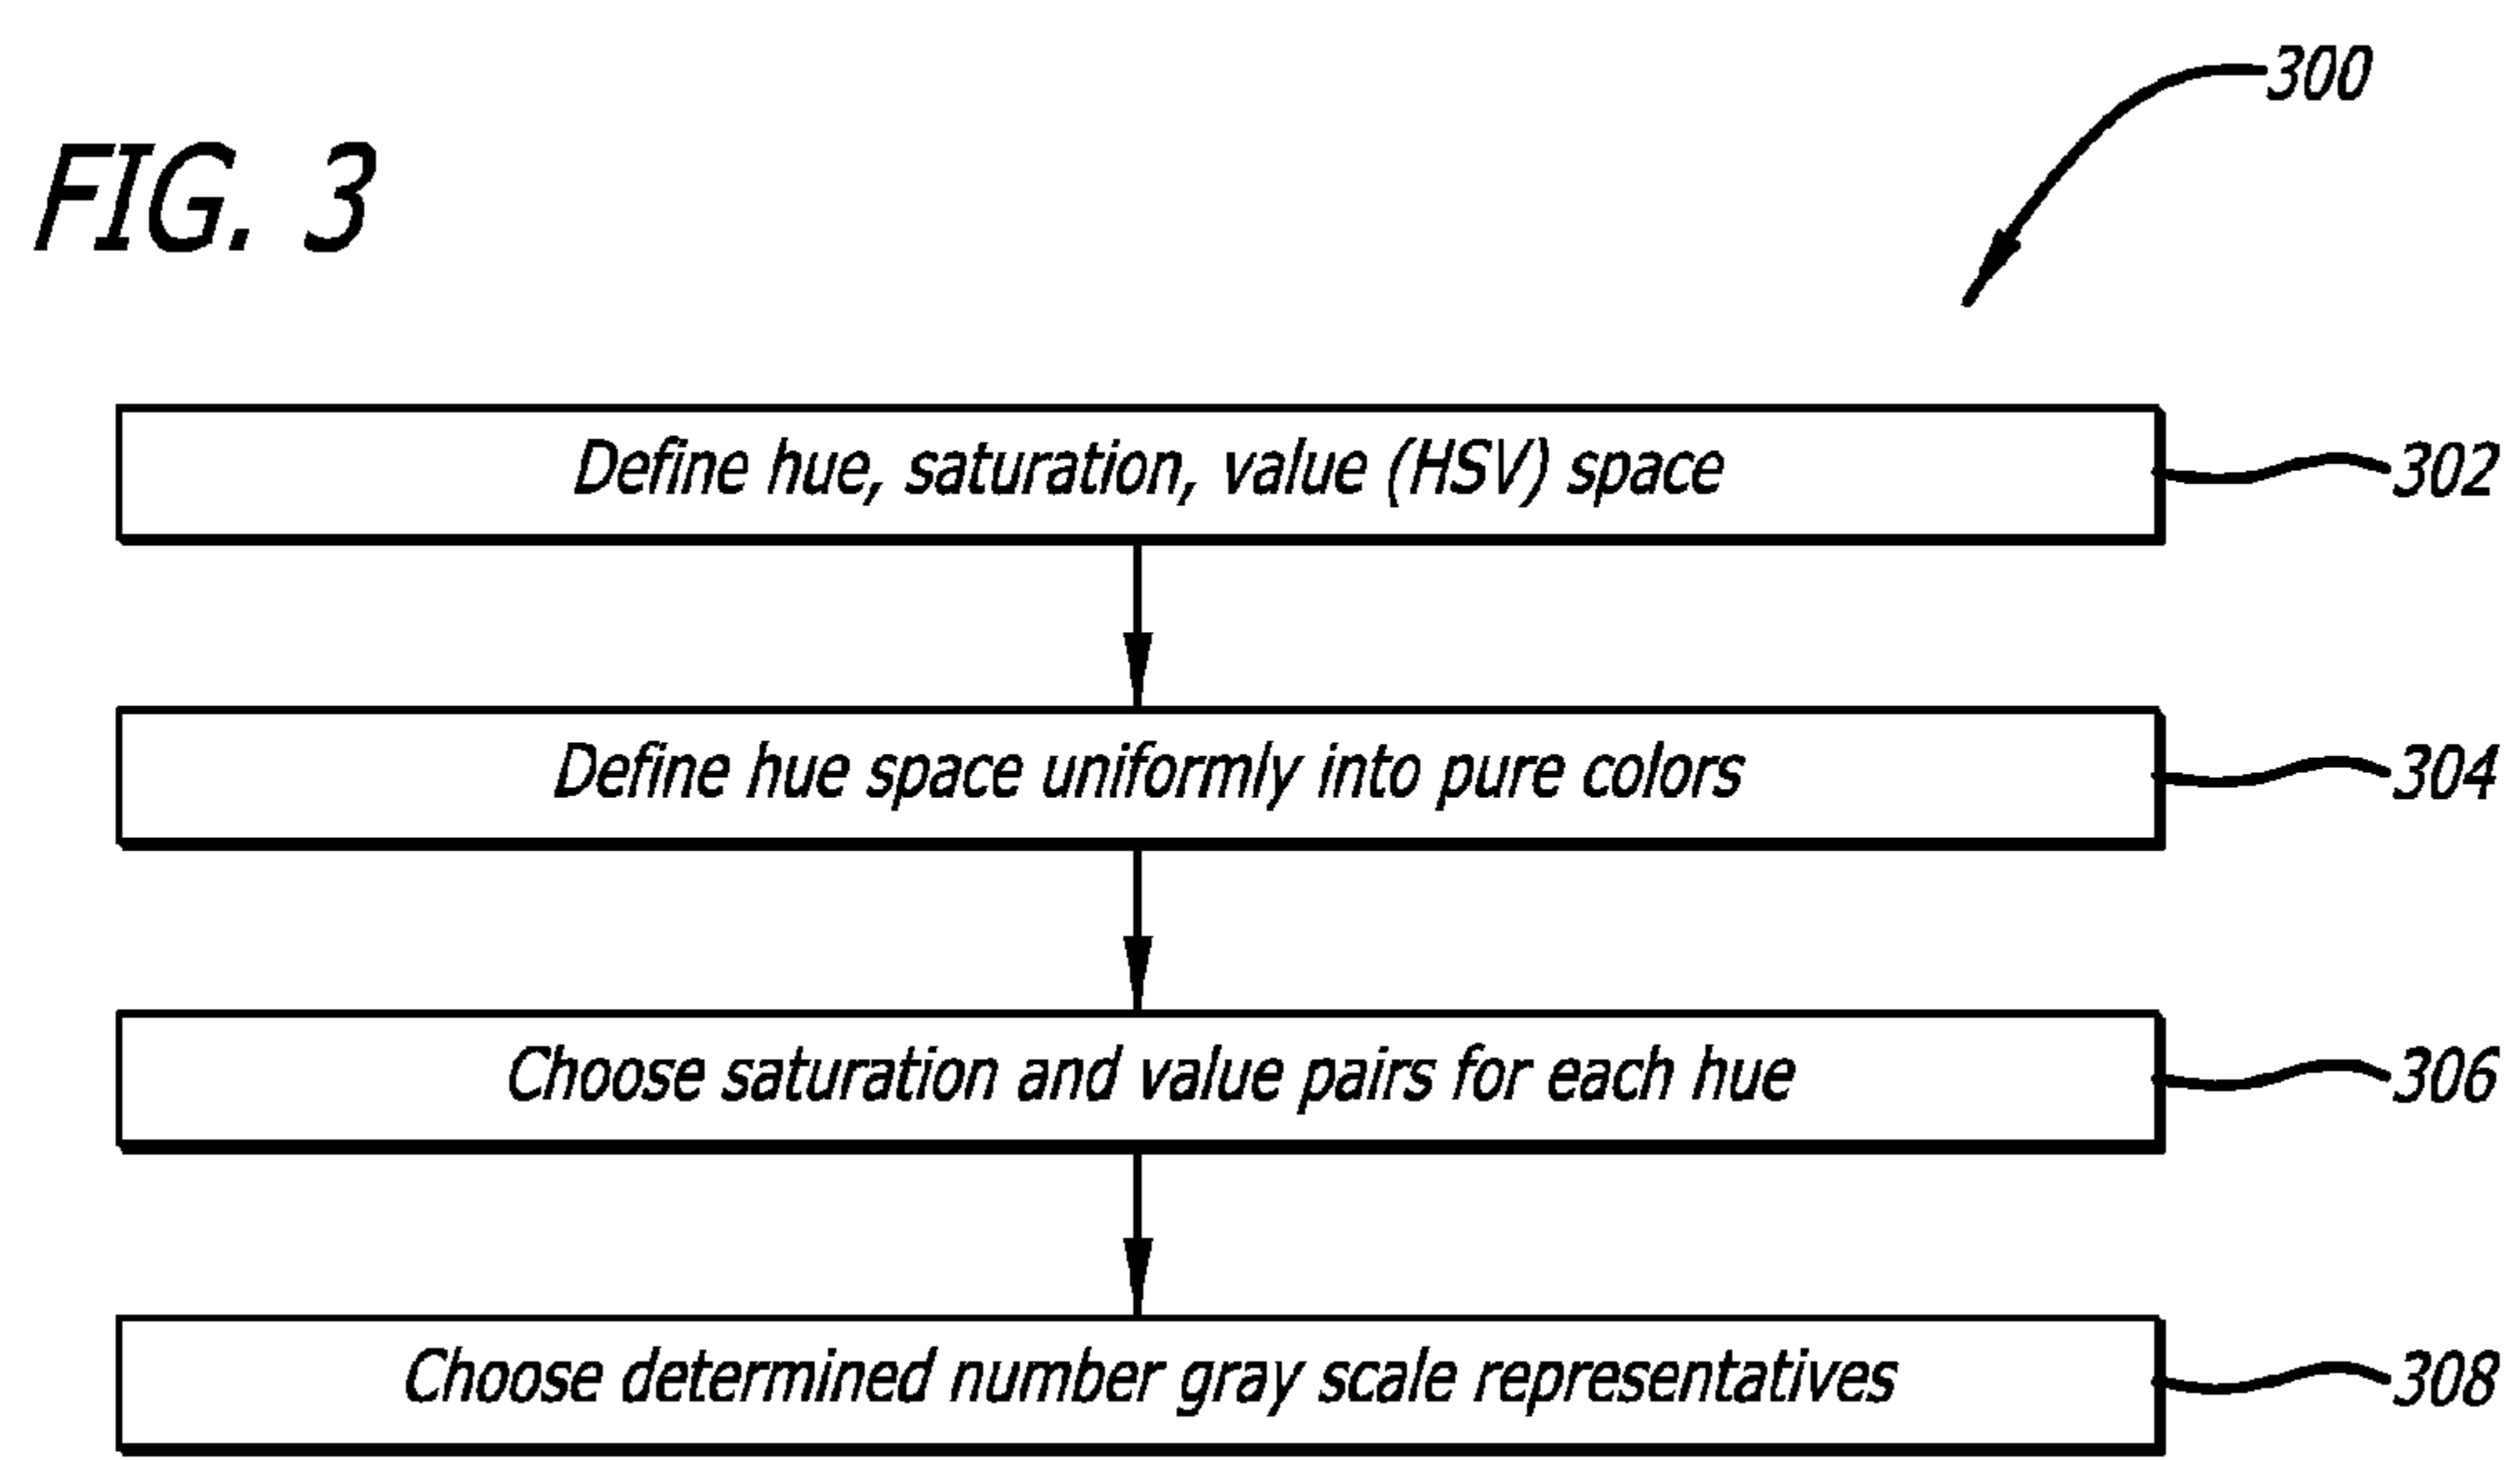 300
FIG. 3
Define hue, saturation, value (HSV) space
302
Define hue space uniformly into pure colors
304
Choose saturation and value pairs for each hue
306
Choose determined number gray scale representatives
308